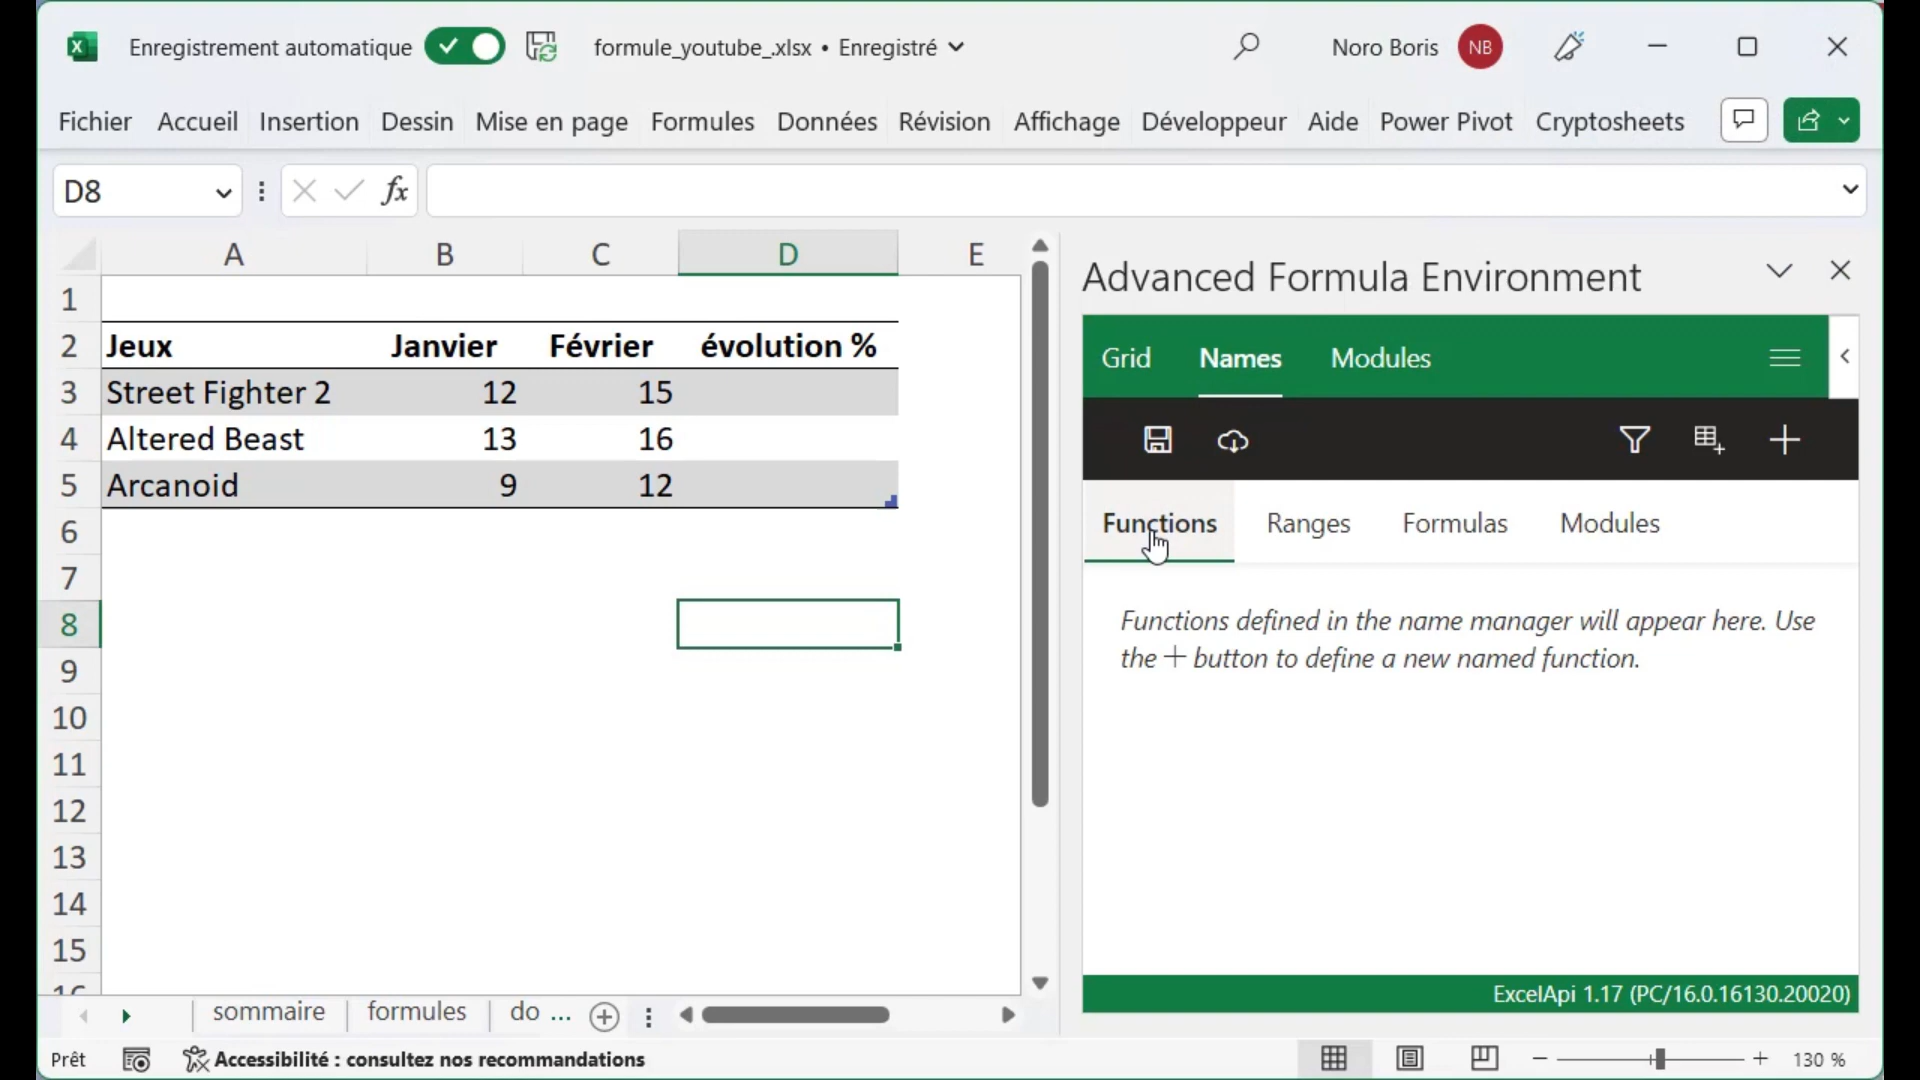 Enregistrement automatique formule_youtube_.xlsx • Enregistré Noro Boris NB
Fichier Accueil Insertion Dessin Mise en page Formules Données Révision Affichage Développeur Aide Power Pivot Cryptosheets
D8 fx
A B C D E
1
2 Jeux Janvier Février évolution %
3 Street Fighter 2 12 15
4 Altered Beast 13 16
5 Arcanoid 9 12
6
7
8
9
10
11
12
13
14
15
16
Advanced Formula Environment
Grid Names Modules
Functions Ranges Formulas Modules
Functions defined in the name manager will appear here. Use
the + button to define a new named function.
ExcelApi 1.17 (PC/16.0.16130.20020)
sommaire formules do ...
Prêt Accessibilité : consultez nos recommandations 130 %